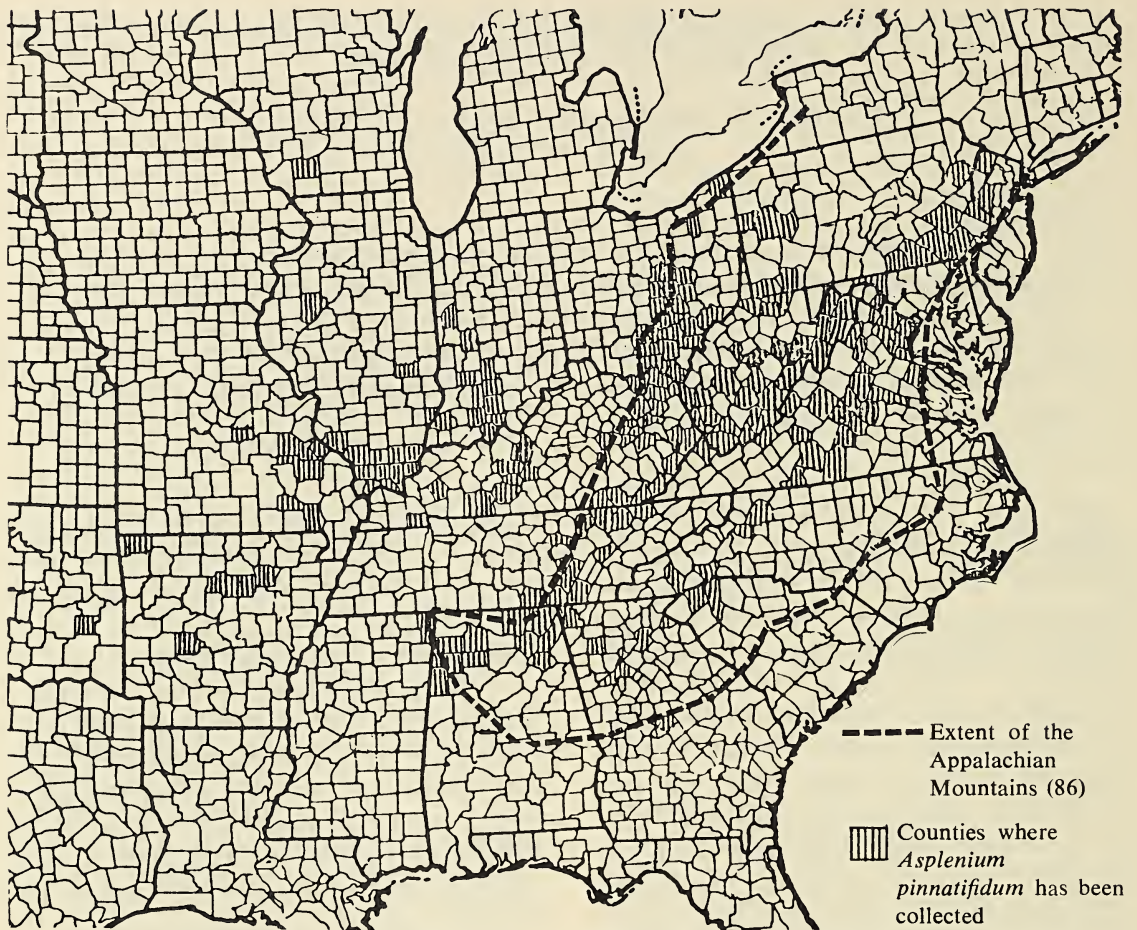 Extent of the
Appalachian
Mountains (86)
Counties where
Asplenium
pinnatifidum has been
collected